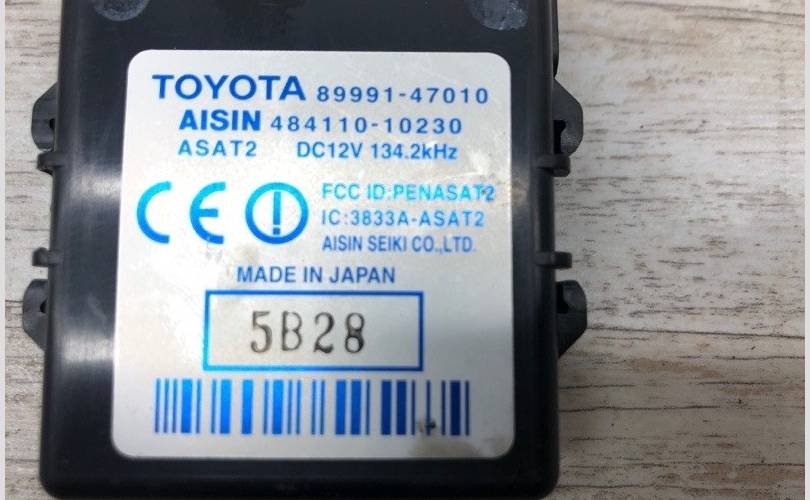 TOYOTA 89991-47010
AISIN 484110-10230
ASAT2 DC12V 134.2kHz
CE FCC ID:PENASAT2
IC:3833A-ASAT2
AISIN SEIKI CO.,LTD.
MADE IN JAPAN
5B28